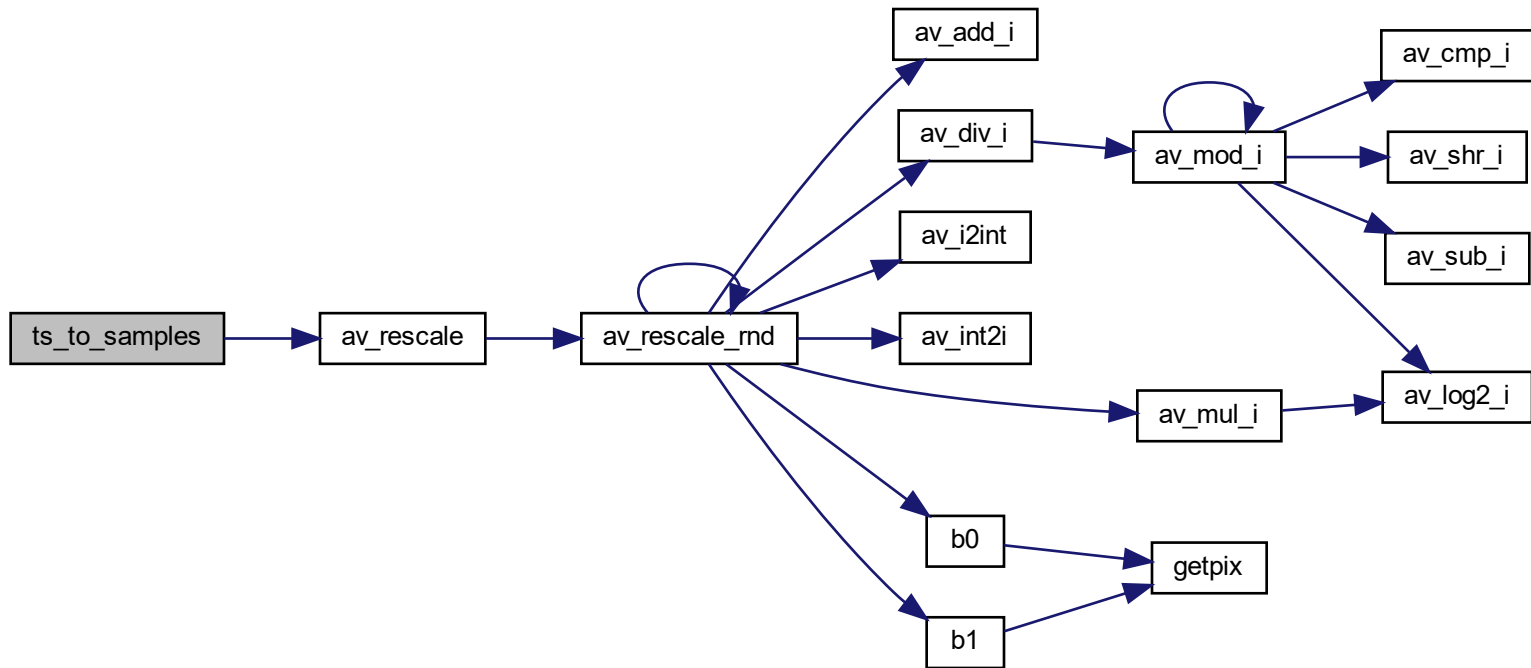 av_add_i
av_cmp_i
av_div_i
av_mod_i
av_shr_i
av_i2int
av_sub_i
ts_to_samples
av_rescale
av_rescale_rnd
av_int2i
av_mul_i
av_log2_i
b0
getpix
b1